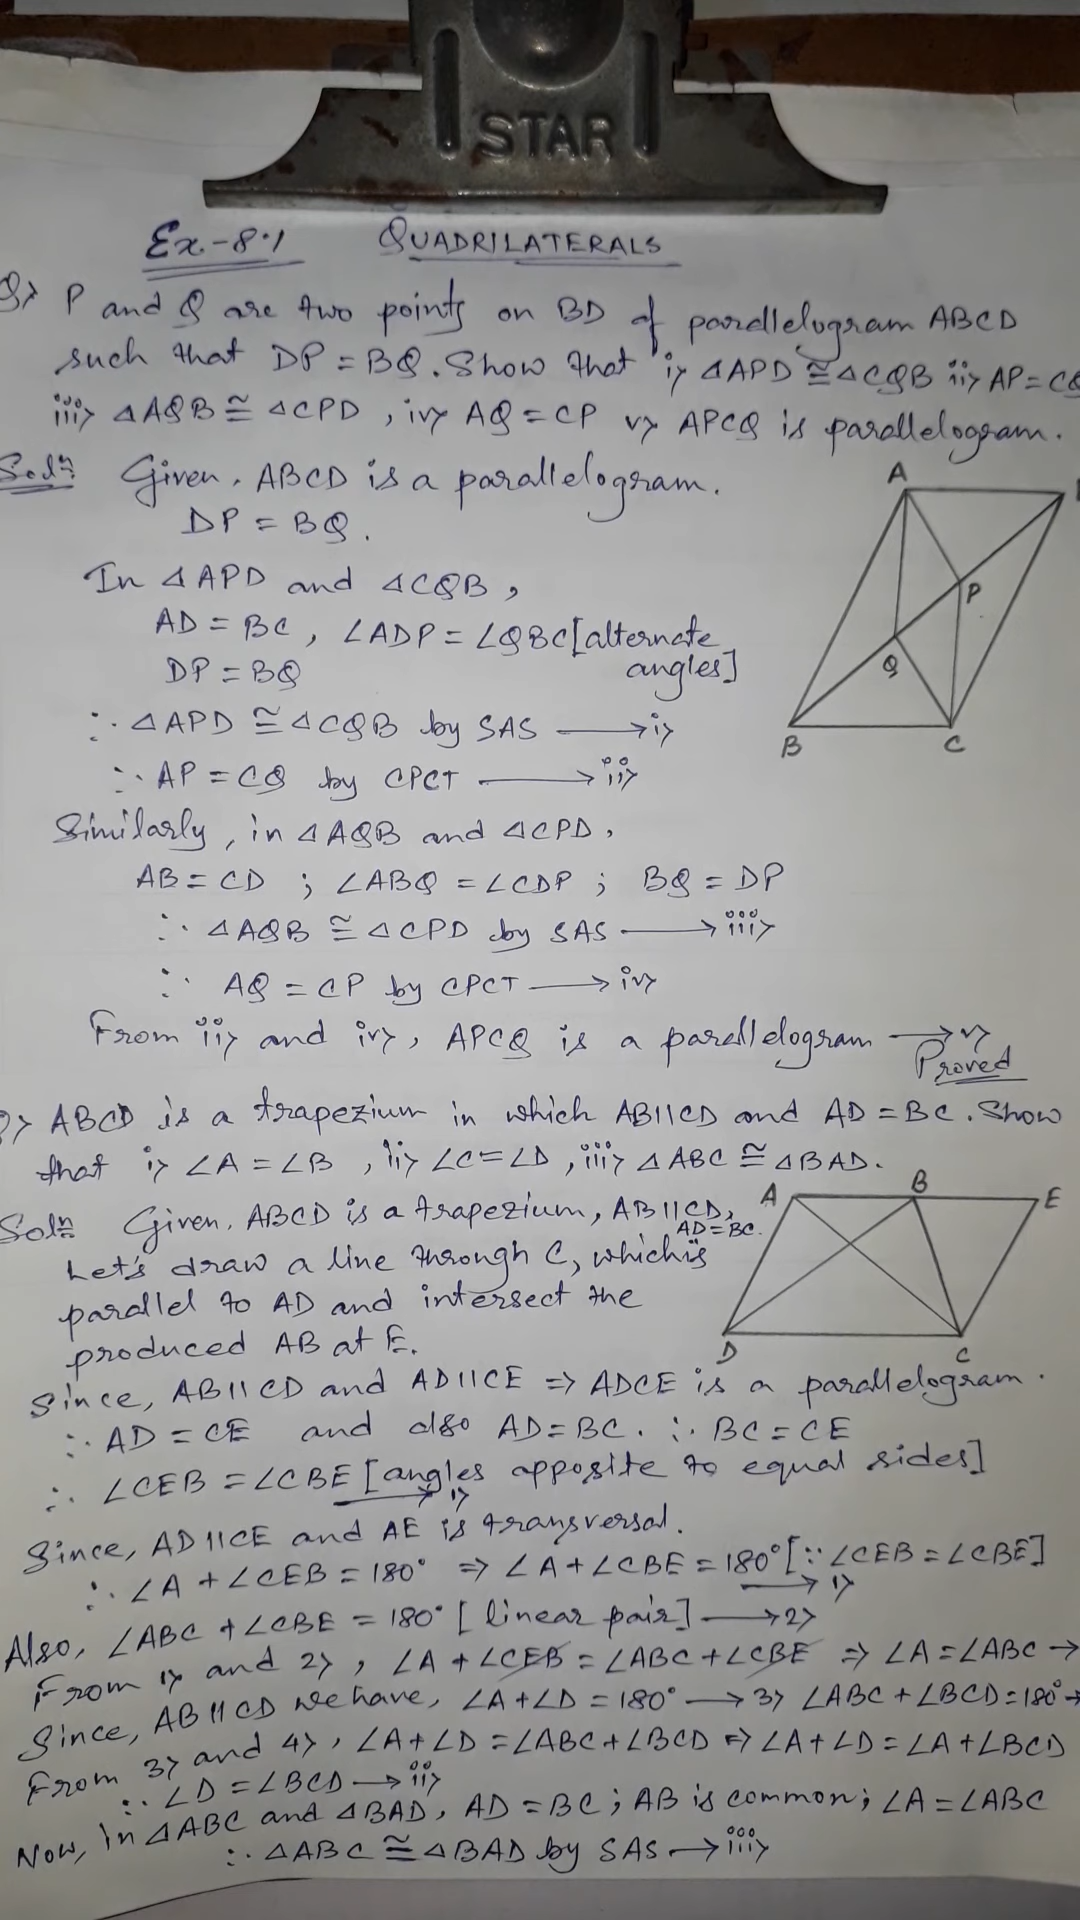 STAR
Ex-8.1 QUADRILATERALS
Q> P and Q are two points on BD of parallelogram ABCD
such that DP = BQ. Show that i> ΔAPD ≅ ΔCQB ii> AP = CQ
iii> ΔAQB ≅ ΔCPD, iv> AQ = CP v> APCQ is parallelogram.
Solⁿ Given, ABCD is a parallelogram.
DP = BQ.
A
P
Q
B
C
In ΔAPD and ΔCQB,
AD = BC, ∠ADP = ∠QBC [alternate
DP = BQ angles]
∴ ΔAPD ≅ ΔCQB by SAS → i>
∴ AP = CQ by CPCT → ii>
Similarly, in ΔAQB and ΔCPD,
AB = CD ; ∠ABQ = ∠CDP ; BQ = DP
∴ ΔAQB ≅ ΔCPD by SAS → iii>
∴ AQ = CP by CPCT → iv>
From ii> and iv>, APCQ is a parallelogram → v>
Proved
Q> ABCD is a trapezium in which AB||CD and AD = BC. Show
that i> ∠A = ∠B, ii> ∠C = ∠D, iii> ΔABC ≅ ΔBAD.
Solⁿ Given, ABCD is a trapezium, AB||CD,
AD = BC.
A
B
E
D
C
Let's draw a line through C, which is
parallel to AD and intersect the
produced AB at E.
Since, AB||CD and AD||CE ⇒ ADCE is a parallelogram.
∴ AD = CE and also AD = BC. ∴ BC = CE
∴ ∠CEB = ∠CBE [angles opposite to equal sides]
→ 1>
Since, AD||CE and AE is transversal.
∴ ∠A + ∠CEB = 180° ⇒ ∠A + ∠CBE = 180° [∵ ∠CEB = ∠CBE]
→ 1>
Also, ∠ABC + ∠CBE = 180° [linear pair] → 2>
From 1> and 2>, ∠A + ∠CEB = ∠ABC + ∠CBE ⇒ ∠A = ∠ABC →
Since, AB||CD we have, ∠A + ∠D = 180° → 3> ∠ABC + ∠BCD = 180° →
From 3> and 4>, ∠A + ∠D = ∠ABC + ∠BCD ⇒ ∠A + ∠D = ∠A + ∠BCD
∴ ∠D = ∠BCD → ii>
Now, in ΔABC and ΔBAD, AD = BC ; AB is common ; ∠A = ∠ABC
∴ ΔABC ≅ ΔBAD by SAS → iii>